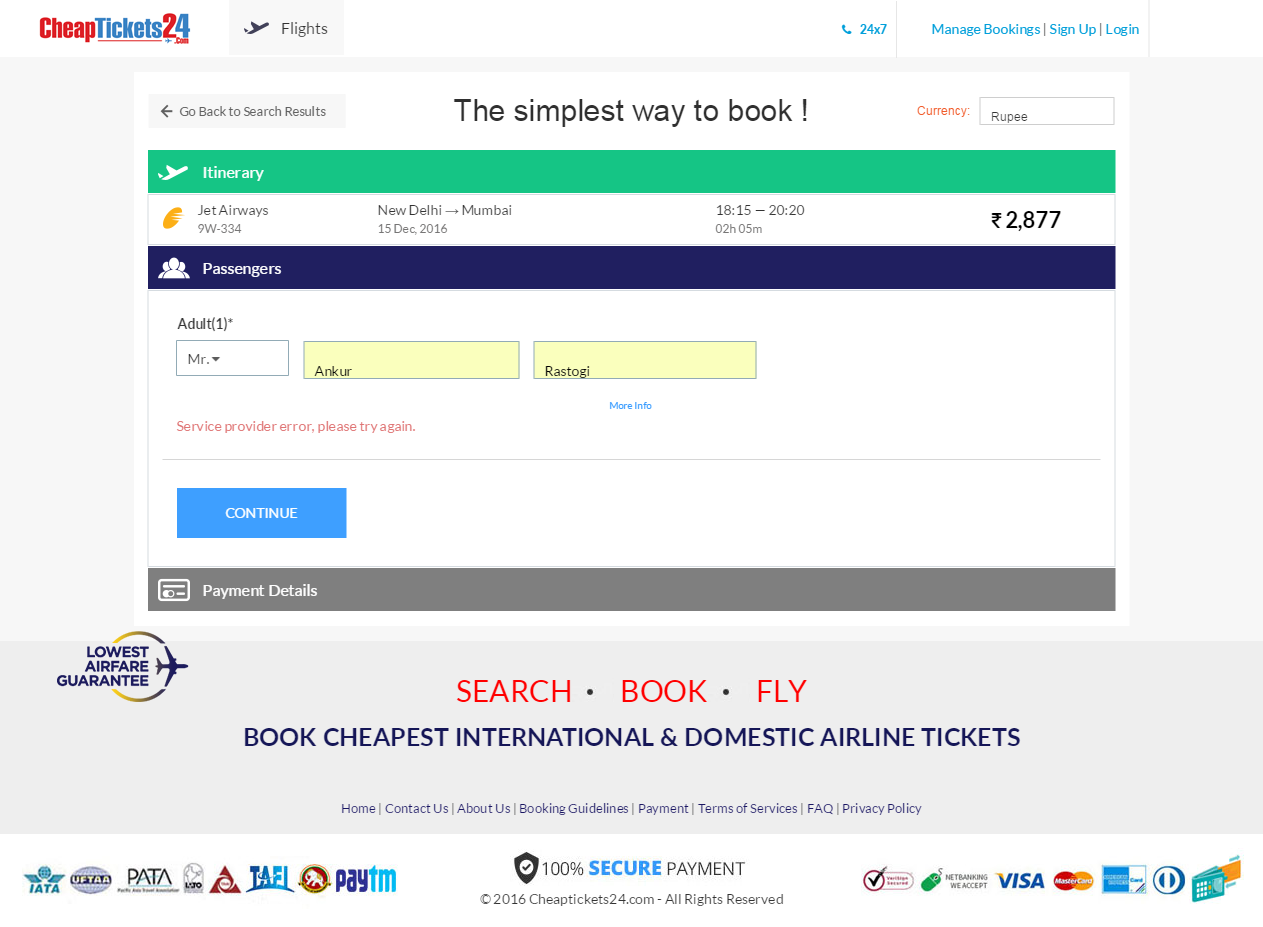 CheapTickets24.Com
Flights
24x7
Manage Bookings | Sign Up | Login
Go Back to Search Results
The simplest way to book !
Currency: Rupee
Itinerary
Jet Airways New Delhi → Mumbai 18:15 — 20:20 ₹ 2,877
9W-334 15 Dec, 2016 02h 05m
Passengers
Adult(1)*
Mr. Ankur Rastogi
More Info
Service provider error, please try again.
CONTINUE
Payment Details
LOWEST
AIRFARE
GUARANTEE
SEARCH • BOOK • FLY
BOOK CHEAPEST INTERNATIONAL & DOMESTIC AIRLINE TICKETS
Home | Contact Us | About Us | Booking Guidelines | Payment | Terms of Services | FAQ | Privacy Policy
IATA UFTAA PATA IATO TAFI paytm
Pacific Asia Travel Association
100% SECURE PAYMENT
© 2016 Cheaptickets24.com - All Rights Reserved
VeriSign Secured
NETBANKING
WE ACCEPT
VISA MasterCard